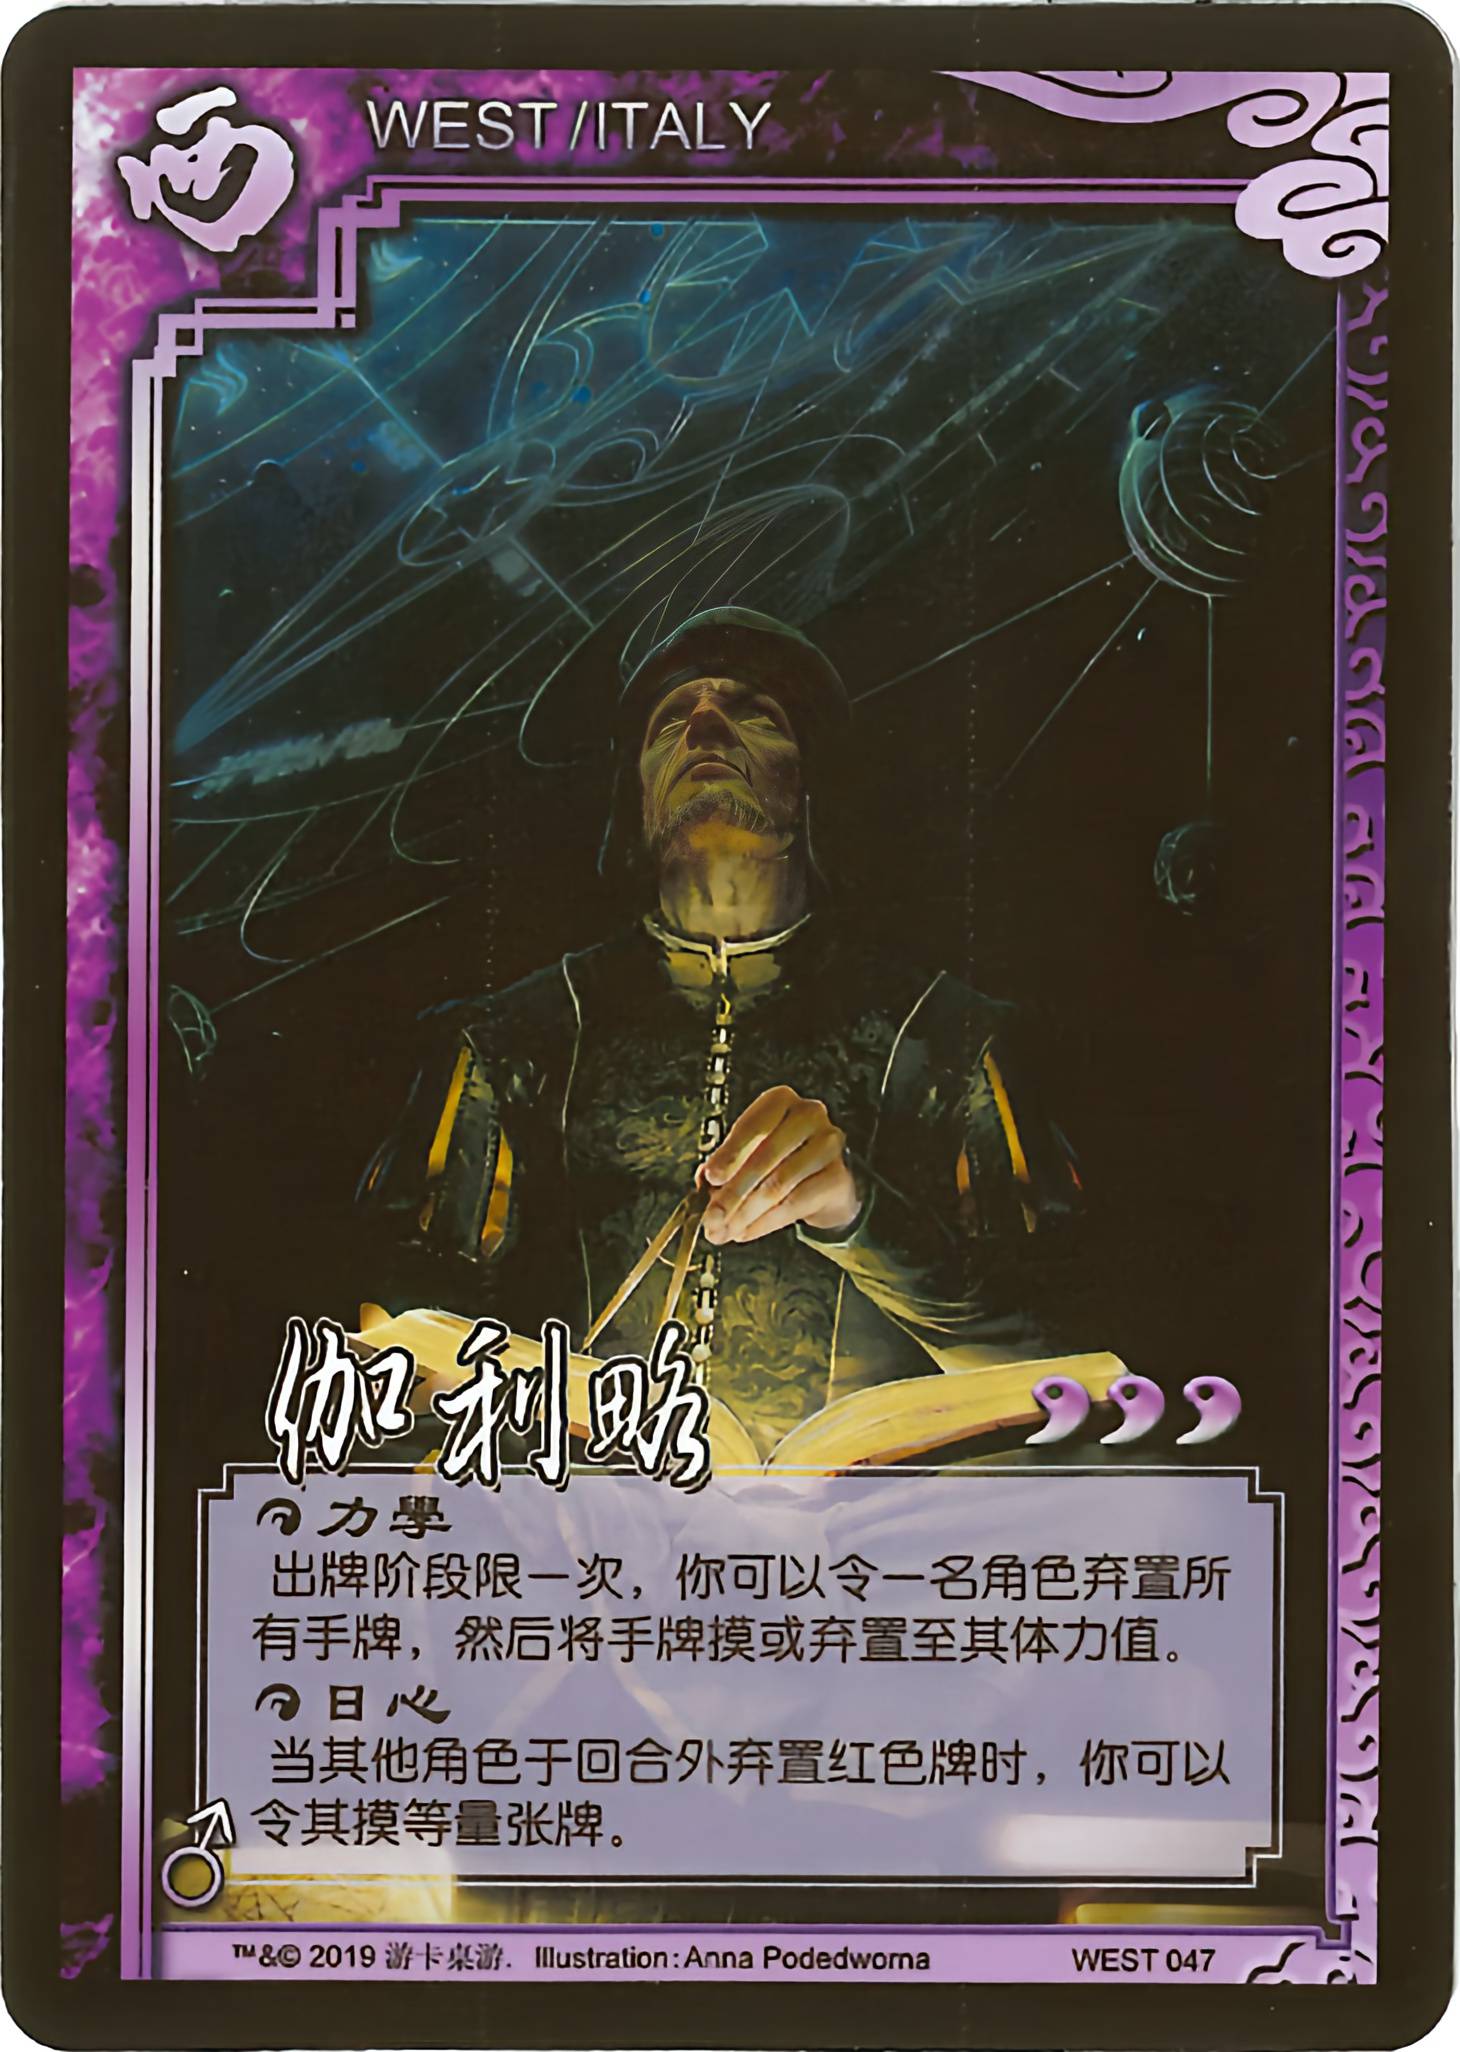 西
WEST/ITALY
伽利略
力學
出牌阶段限一次，你可以令一名角色弃置所
有手牌，然后将手牌摸或弃置至其体力值。
日心
当其他角色于回合外弃置红色牌时，你可以
令其摸等量张牌。
™&© 2019 游卡桌游. Illustration:Anna Podedworna
WEST 047